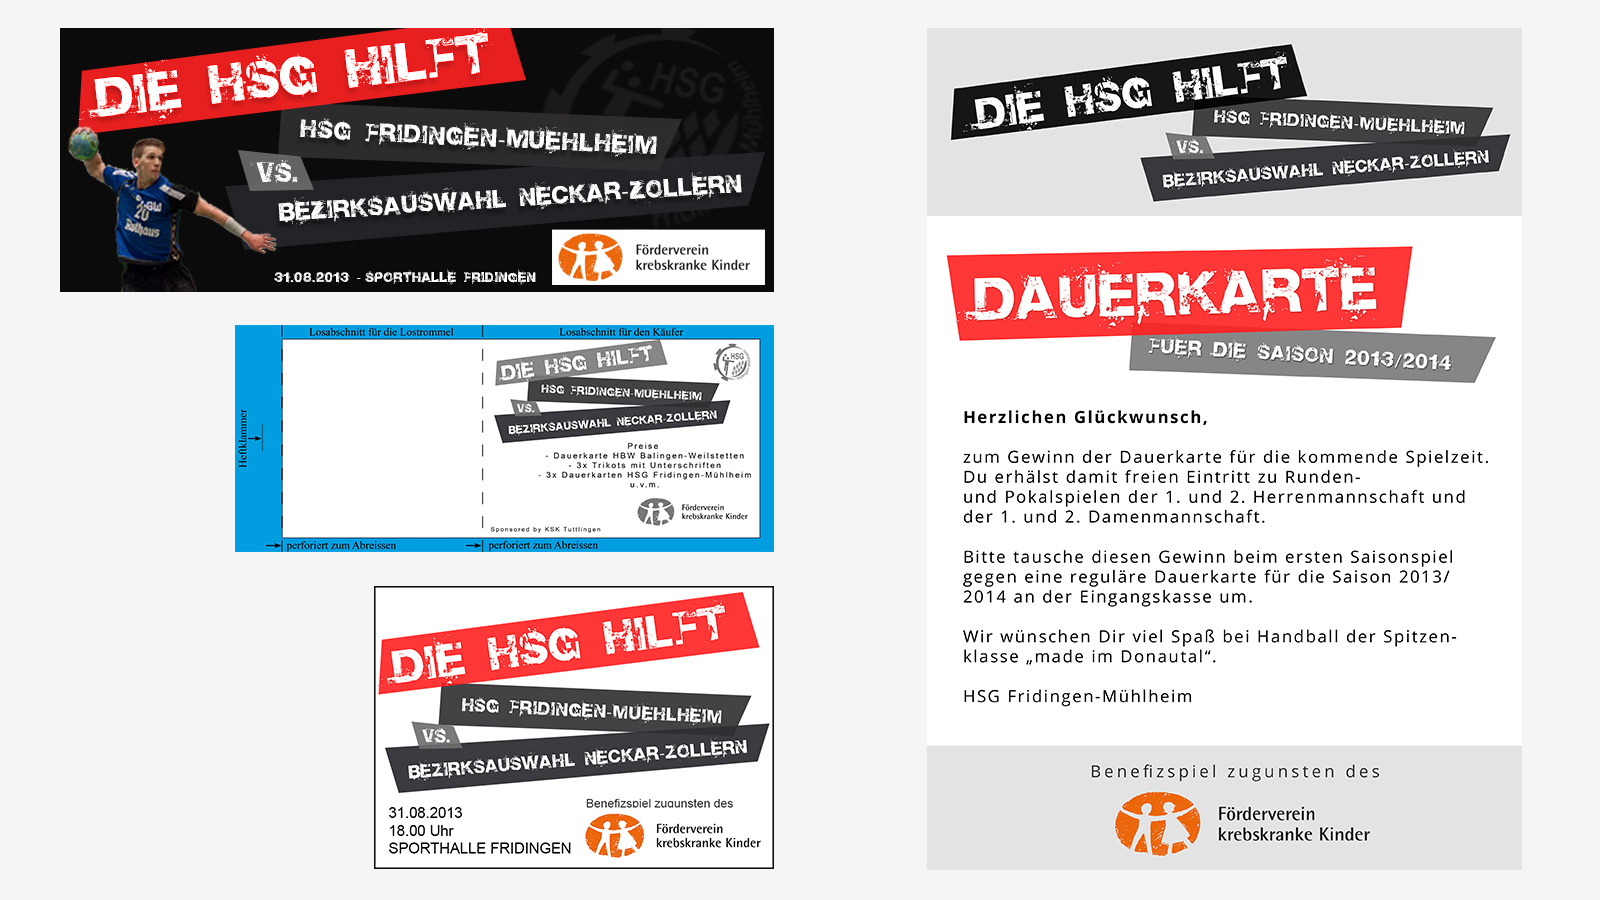 DIE HSG HILFT
HSG FRIDINGEN-MUEHLHEIM
VS.
BEZIRKSAUSWAHL NECKAR-ZOLLERN
HSG
20
Rothaus
31.08.2013 - SPORTHALLE FRIDINGEN
Förderverein
krebskranke Kinder
Losabschnitt für die Lostrommel
Losabschnitt für den Käufer
Heftklammer
DIE HSG HILFT
HSG
HSG FRIDINGEN-MUEHLHEIM
VS.
BEZIRKSAUSWAHL NECKAR-ZOLLERN
Preise
- Dauerkarte HBW Balingen-Weilstetten
- 3x Trikots mit Unterschriften
- 3x Dauerkarten HSG Fridingen-Mühlheim
u.v.m.
Förderverein
krebskranke Kinder
Sponsored by KSK Tuttlingen
perforiert zum Abreissen
perforiert zum Abreissen
DIE HSG HILFT
HSG FRIDINGEN-MUEHLHEIM
VS.
BEZIRKSAUSWAHL NECKAR-ZOLLERN
31.08.2013
18.00 Uhr
SPORTHALLE FRIDINGEN
Benefizspiel zugunsten des
Förderverein
krebskranke Kinder
DIE HSG HILFT
HSG FRIDINGEN-MUEHLHEIM
VS.
BEZIRKSAUSWAHL NECKAR-ZOLLERN
DAUERKARTE
FUER DIE SAISON 2013/2014
Herzlichen Glückwunsch,
zum Gewinn der Dauerkarte für die kommende Spielzeit.
Du erhälst damit freien Eintritt zu Runden-
und Pokalspielen der 1. und 2. Herrenmannschaft und
der 1. und 2. Damenmannschaft.
Bitte tausche diesen Gewinn beim ersten Saisonspiel
gegen eine reguläre Dauerkarte für die Saison 2013/
2014 an der Eingangskasse um.
Wir wünschen Dir viel Spaß bei Handball der Spitzen-
klasse „made im Donautal“.
HSG Fridingen-Mühlheim
Benefizspiel zugunsten des
Förderverein
krebskranke Kinder